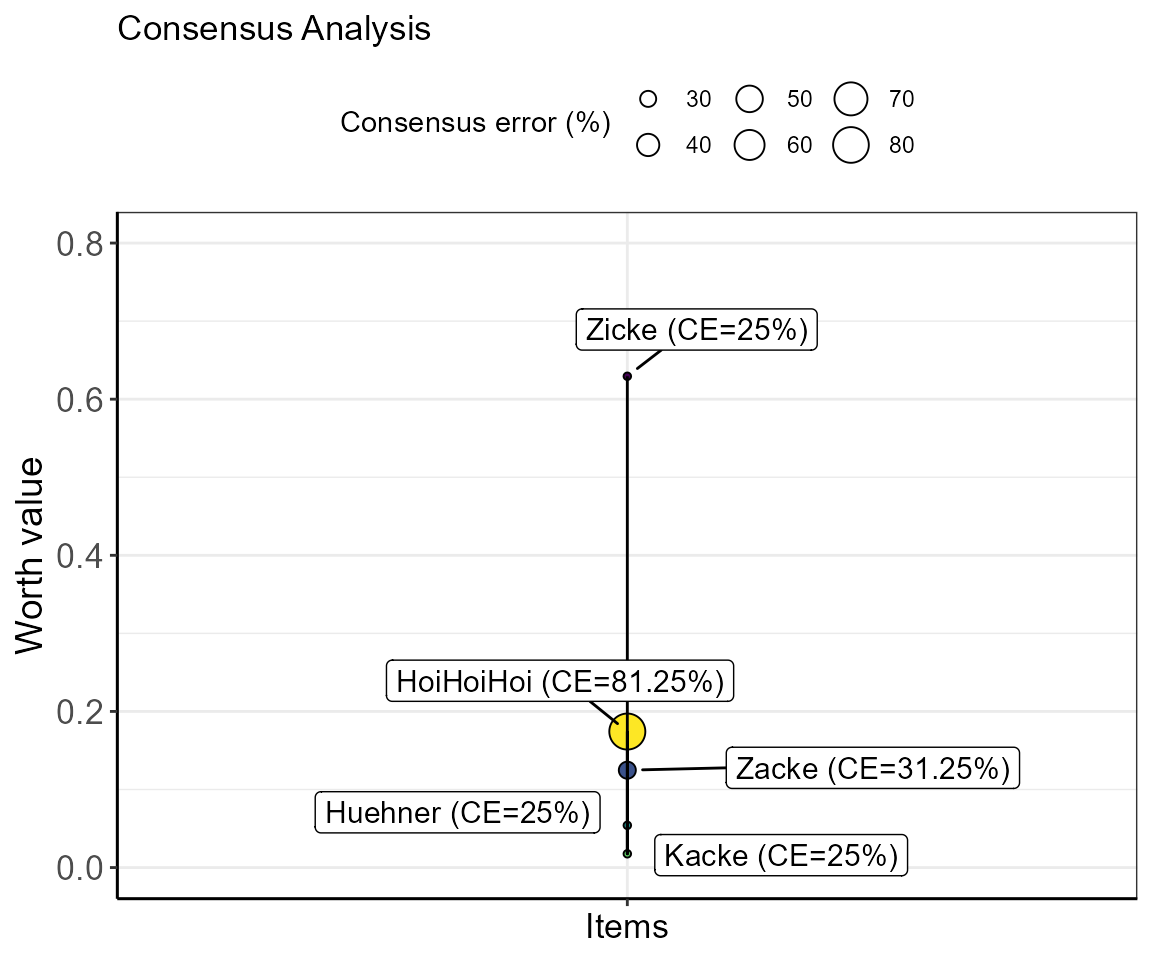 Consensus Analysis
Consensus error (%)
30 50 70
40 60 80
Worth value
0.8
0.6
0.4
0.2
0.0
Zicke (CE=25%)
HoiHoiHoi (CE=81.25%)
Zacke (CE=31.25%)
Huehner (CE=25%)
Kacke (CE=25%)
Items